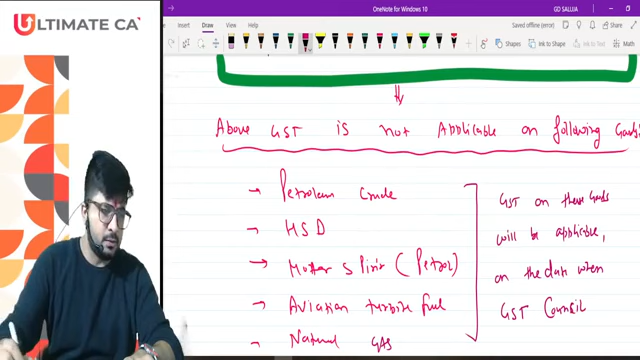 ULTIMATE CA
OneNote for Windows 10
GD SALUJA
Draw
View
Help
Saved offline (error)
Shapes
Ink to Shape
Ink to Text
Math
Above GST is not Applicable on following Goods:
→ Petroleum crude
→ HSD
→ Motter Spirit (Petrol)
→ Aviation turbine fuel
→ Natural GAS
GST on these Goods
will be applicable,
on the date when
GST Council